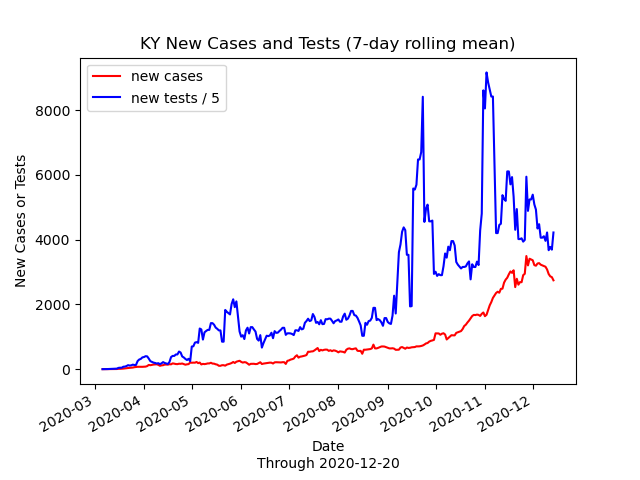 KY New Cases and Tests (7-day rolling mean)
new cases
new tests / 5
New Cases or Tests
8000
6000
4000
2000
0
2020-03
2020-04
2020-05
2020-06
2020-07
2020-08
2020-09
2020-10
2020-11
2020-12
Date
Through 2020-12-20